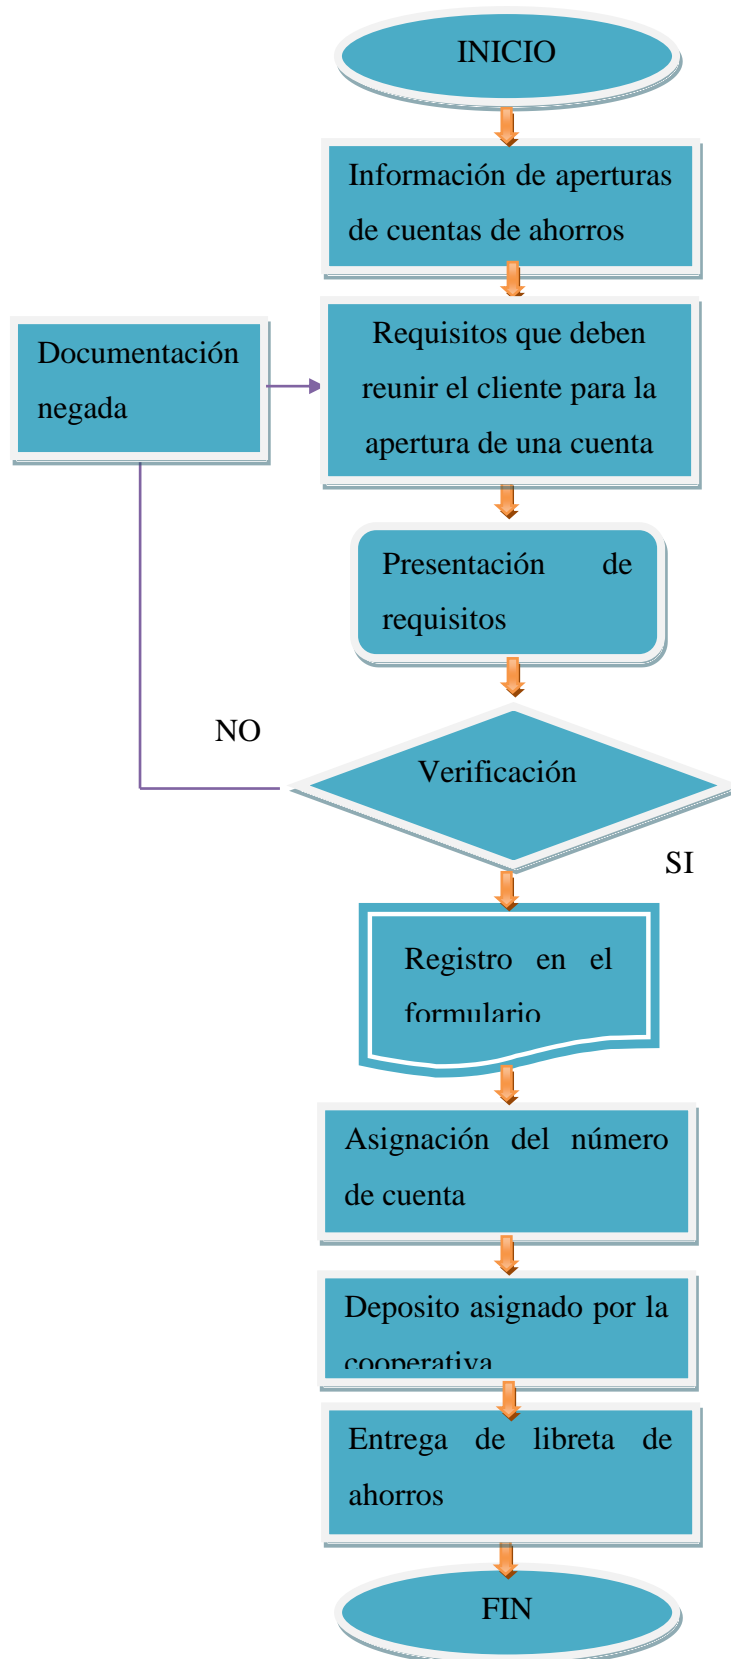 INICIO
Información de aperturas
de cuentas de ahorros
Documentación
negada
Requisitos que deben
reunir el cliente para la
apertura de una cuenta
Presentación de
requisitos
NO
Verificación
SI
Registro en el
formulario
Asignación del número
de cuenta
Deposito asignado por la
cooperativa
Entrega de libreta de
ahorros
FIN